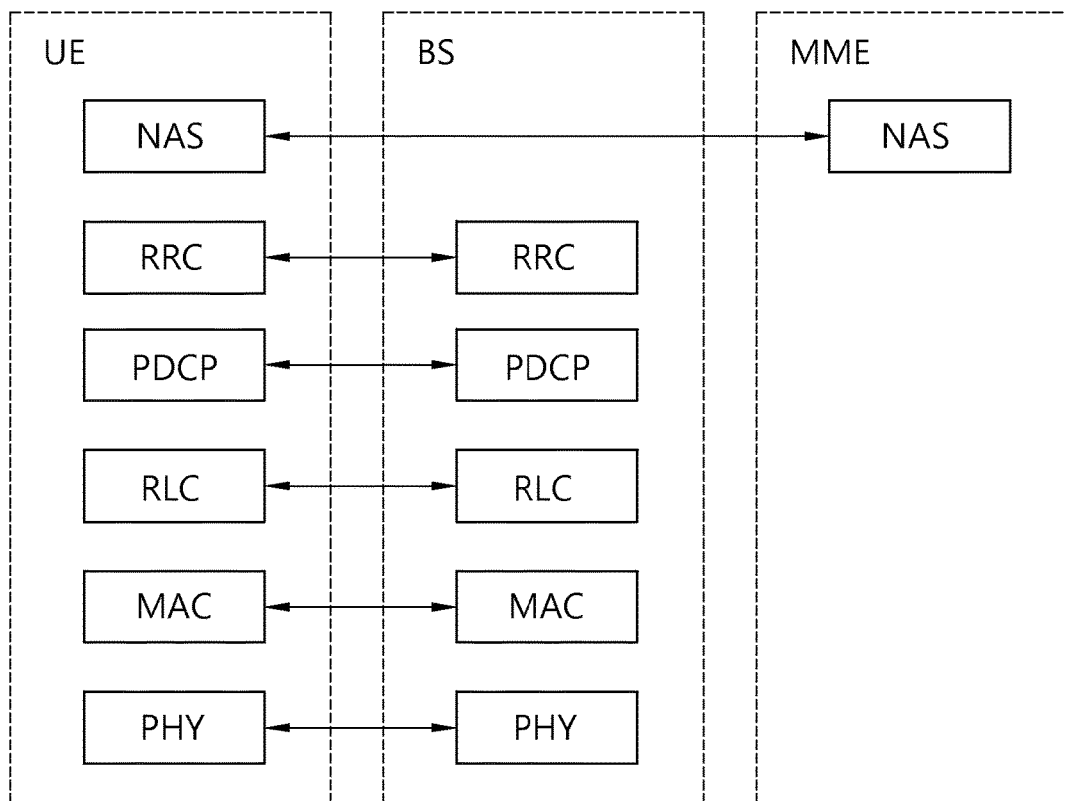 UE BS MME
NAS NAS
RRC RRC
PDCP PDCP
RLC RLC
MAC MAC
PHY PHY